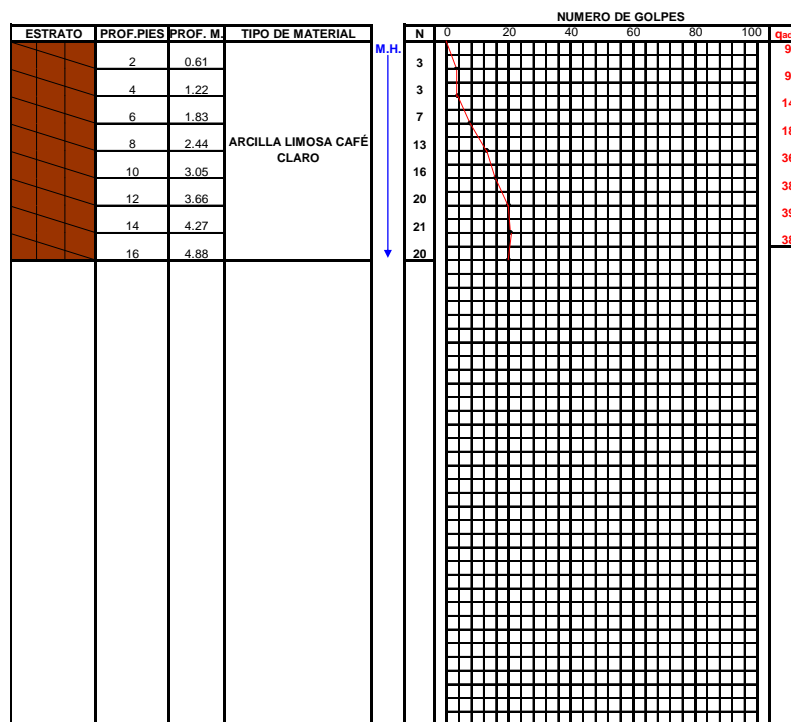 NUMERO DE GOLPES
ESTRATO PROF.PIES PROF. M. TIPO DE MATERIAL N 0 20 40 60 80 100
M.H.
2 0.61 3
4 1.22 3
6 1.83 7
8 2.44 13
ARCILLA LIMOSA CAFÉ
CLARO
10 3.05 16
12 3.66 20
14 4.27 21
16 4.88 20